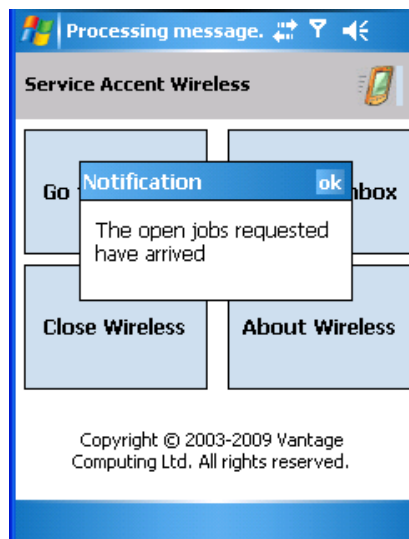 Processing message.
Service Accent Wireless
Go
Notification ok
The open jobs requested
have arrived
Close Wireless
About Wireless
Copyright © 2003-2009 Vantage
Computing Ltd. All rights reserved.